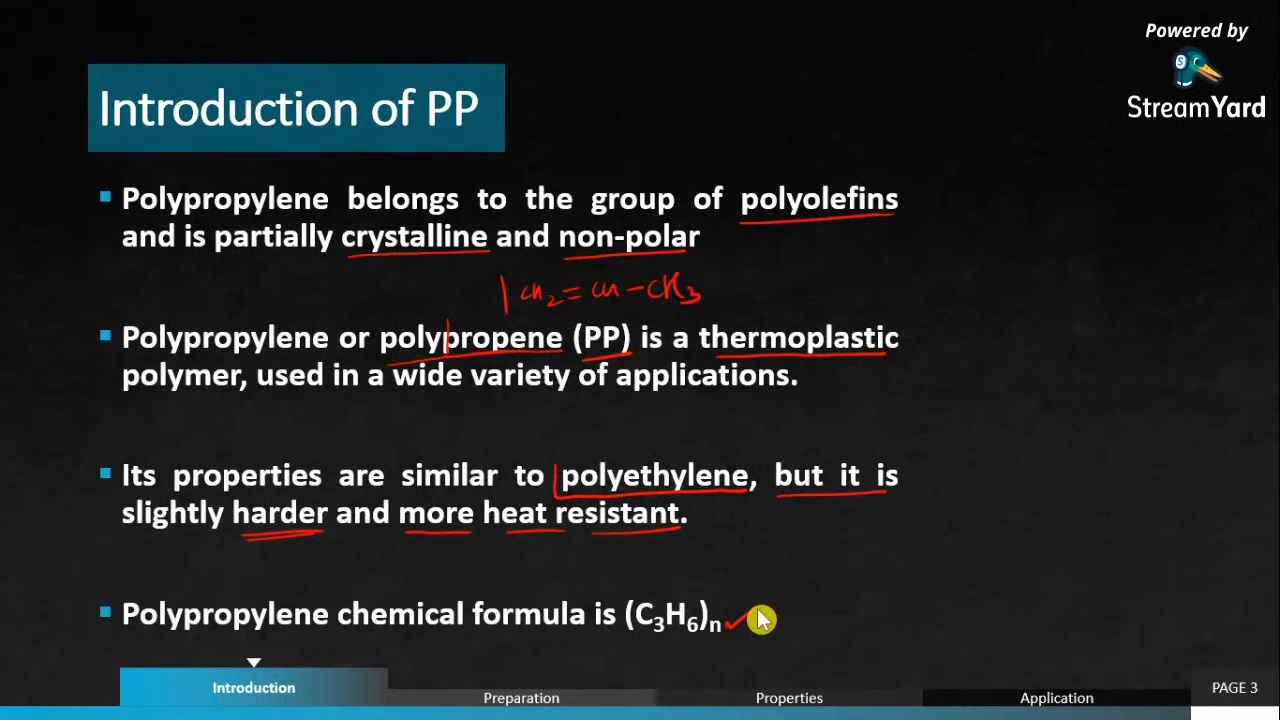 Powered by
StreamYard
Introduction of PP
▪ Polypropylene belongs to the group of polyolefins
and is partially crystalline and non-polar
CH₂=CH-CH₃
▪ Polypropylene or polypropene (PP) is a thermoplastic
polymer, used in a wide variety of applications.
▪ Its properties are similar to polyethylene, but it is
slightly harder and more heat resistant.
▪ Polypropylene chemical formula is (C₃H₆)ₙ
Introduction
Preparation
Properties
Application
PAGE 3